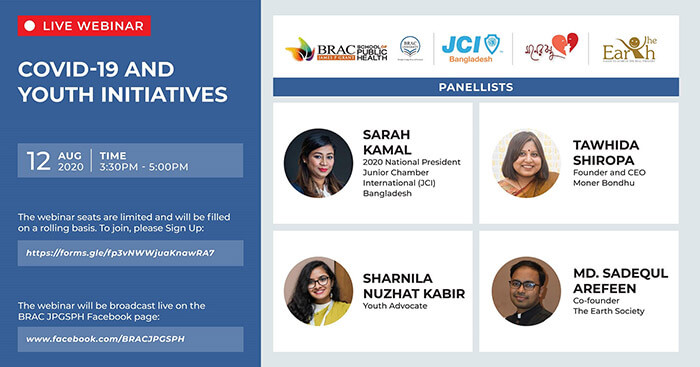 LIVE WEBINAR
COVID-19 AND
YOUTH INITIATIVES
12 AUG 2020
TIME
3:30PM - 5:00PM
The webinar seats are limited and will be filled
on a rolling basis. To join, please Sign Up:
https://forms.gle/fp3vNWWjuaKnawRA7
The webinar will be broadcast live on the
BRAC JPGSPH Facebook page:
www.facebook.com/BRACJPGSPH
BRAC
JAMES P GRANT
SCHOOL OF
PUBLIC
HEALTH
JCI
Bangladesh
The
Earth
PANELLISTS
SARAH
KAMAL
2020 National President
Junior Chamber
International (JCI)
Bangladesh
TAWHIDA
SHIROPA
Founder and CEO
Moner Bondhu
SHARNILA
NUZHAT KABIR
Youth Advocate
MD. SADEQUL
AREFEEN
Co-founder
The Earth Society